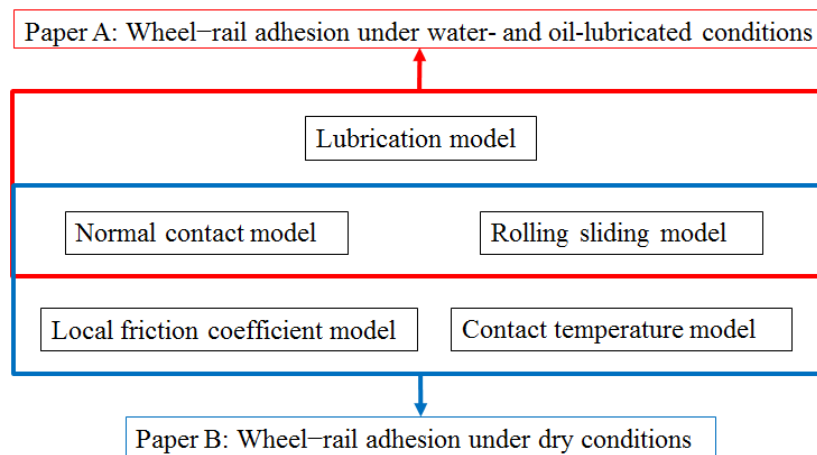 Paper A: Wheel−rail adhesion under water- and oil-lubricated conditions
Lubrication model
Normal contact model
Rolling sliding model
Local friction coefficient model
Contact temperature model
Paper B: Wheel−rail adhesion under dry conditions